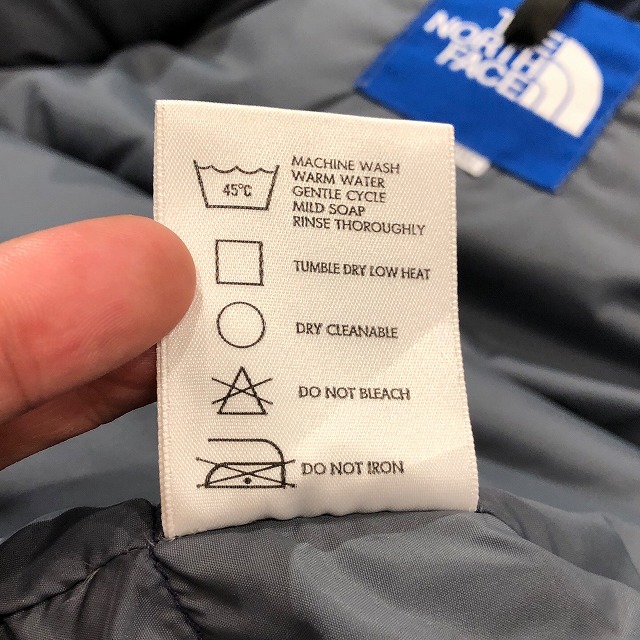 THE
NORTH
FACE
45°C
MACHINE WASH
WARM WATER
GENTLE CYCLE
MILD SOAP
RINSE THOROUGHLY
TUMBLE DRY LOW HEAT
DRY CLEANABLE
DO NOT BLEACH
DO NOT IRON